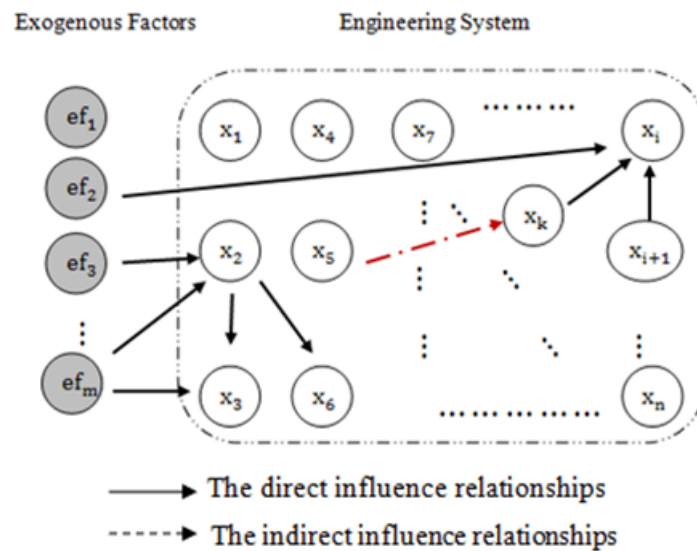 Exogenous Factors Engineering System
ef₁ x₁ x₄ x₇ ……… xᵢ
ef₂
xₖ
ef₃ x₂ x₅ xᵢ₊₁
efₘ x₃ x₆ ………… xₙ
The direct influence relationships
The indirect influence relationships